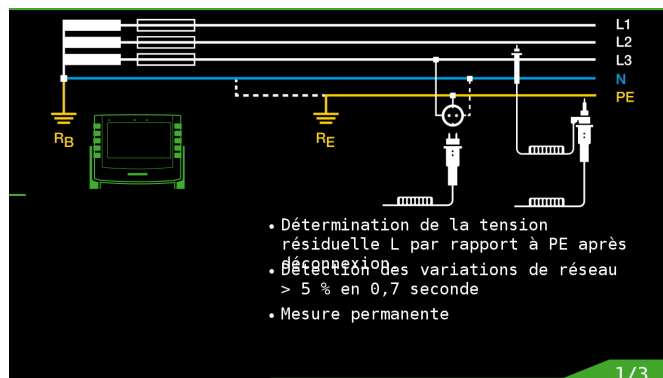 L1
L2
L3
N
PE
RB
RE
• Détermination de la tension
résiduelle L par rapport à PE après
déconnexion
• Détection des variations de réseau
> 5 % en 0,7 seconde
• Mesure permanente
1/3